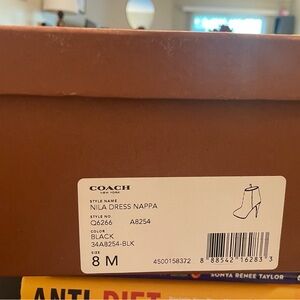 COACH
NEW YORK
STYLE NAME
NILA DRESS NAPPA
STYLE NO.
Q6266 A8254
COLOR
BLACK
34A8254-BLK
SIZE
8 M
4500158372
8 88542 16283 3
SONYA RENEE TAYLOR
ANTI DIET